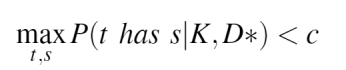 max P(t has s|K, D∗) < c
t,s